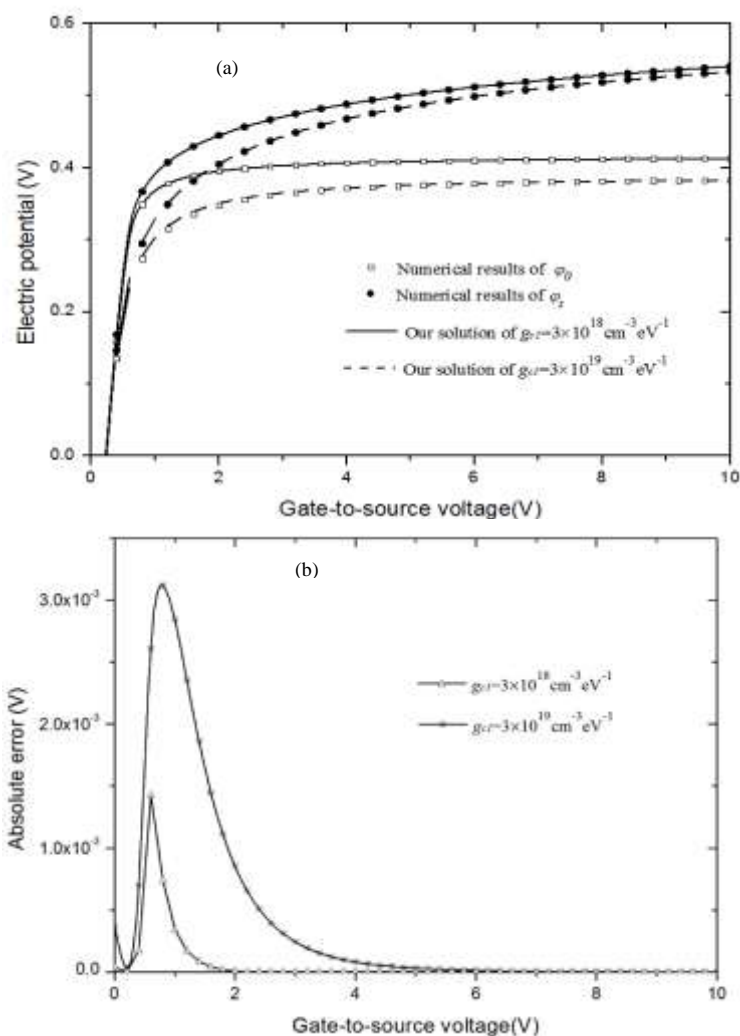 0.6
(a)
0.4
0.2
0.0
Electric potential (V)
Numerical results of φ0
Numerical results of φs
Our solution of gc1=3×10^18 cm^-3 eV^-1
Our solution of gc1=3×10^19 cm^-3 eV^-1
0 2 4 6 8 10
Gate-to-source voltage(V)
(b)
3.0x10^-3
2.0x10^-3
1.0x10^-3
0.0
Absolute error (V)
gc1=3×10^18 cm^-3 eV^-1
gc1=3×10^19 cm^-3 eV^-1
0 2 4 6 8 10
Gate-to-source voltage(V)